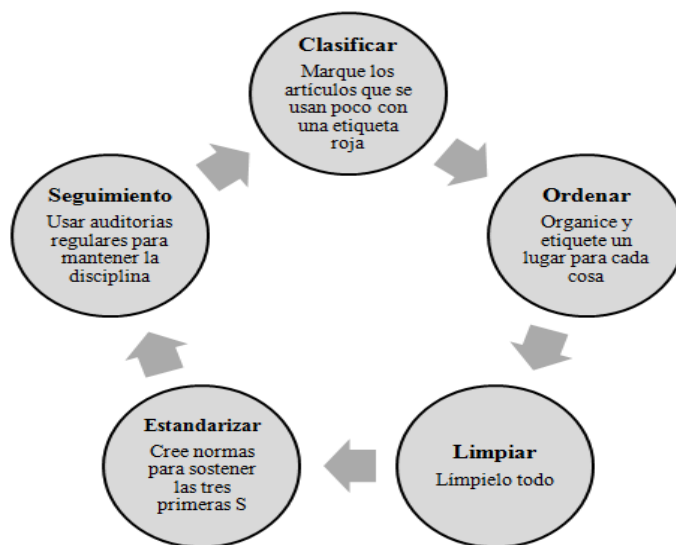 Clasificar
Marque los
artículos que se
usan poco con
una etiqueta
roja
Ordenar
Organice y
etiquete un
lugar para cada
cosa
Limpiar
Límpielo todo
Estandarizar
Cree normas
para sostener
las tres
primeras S
Seguimiento
Usar auditorias
regulares para
mantener la
disciplina